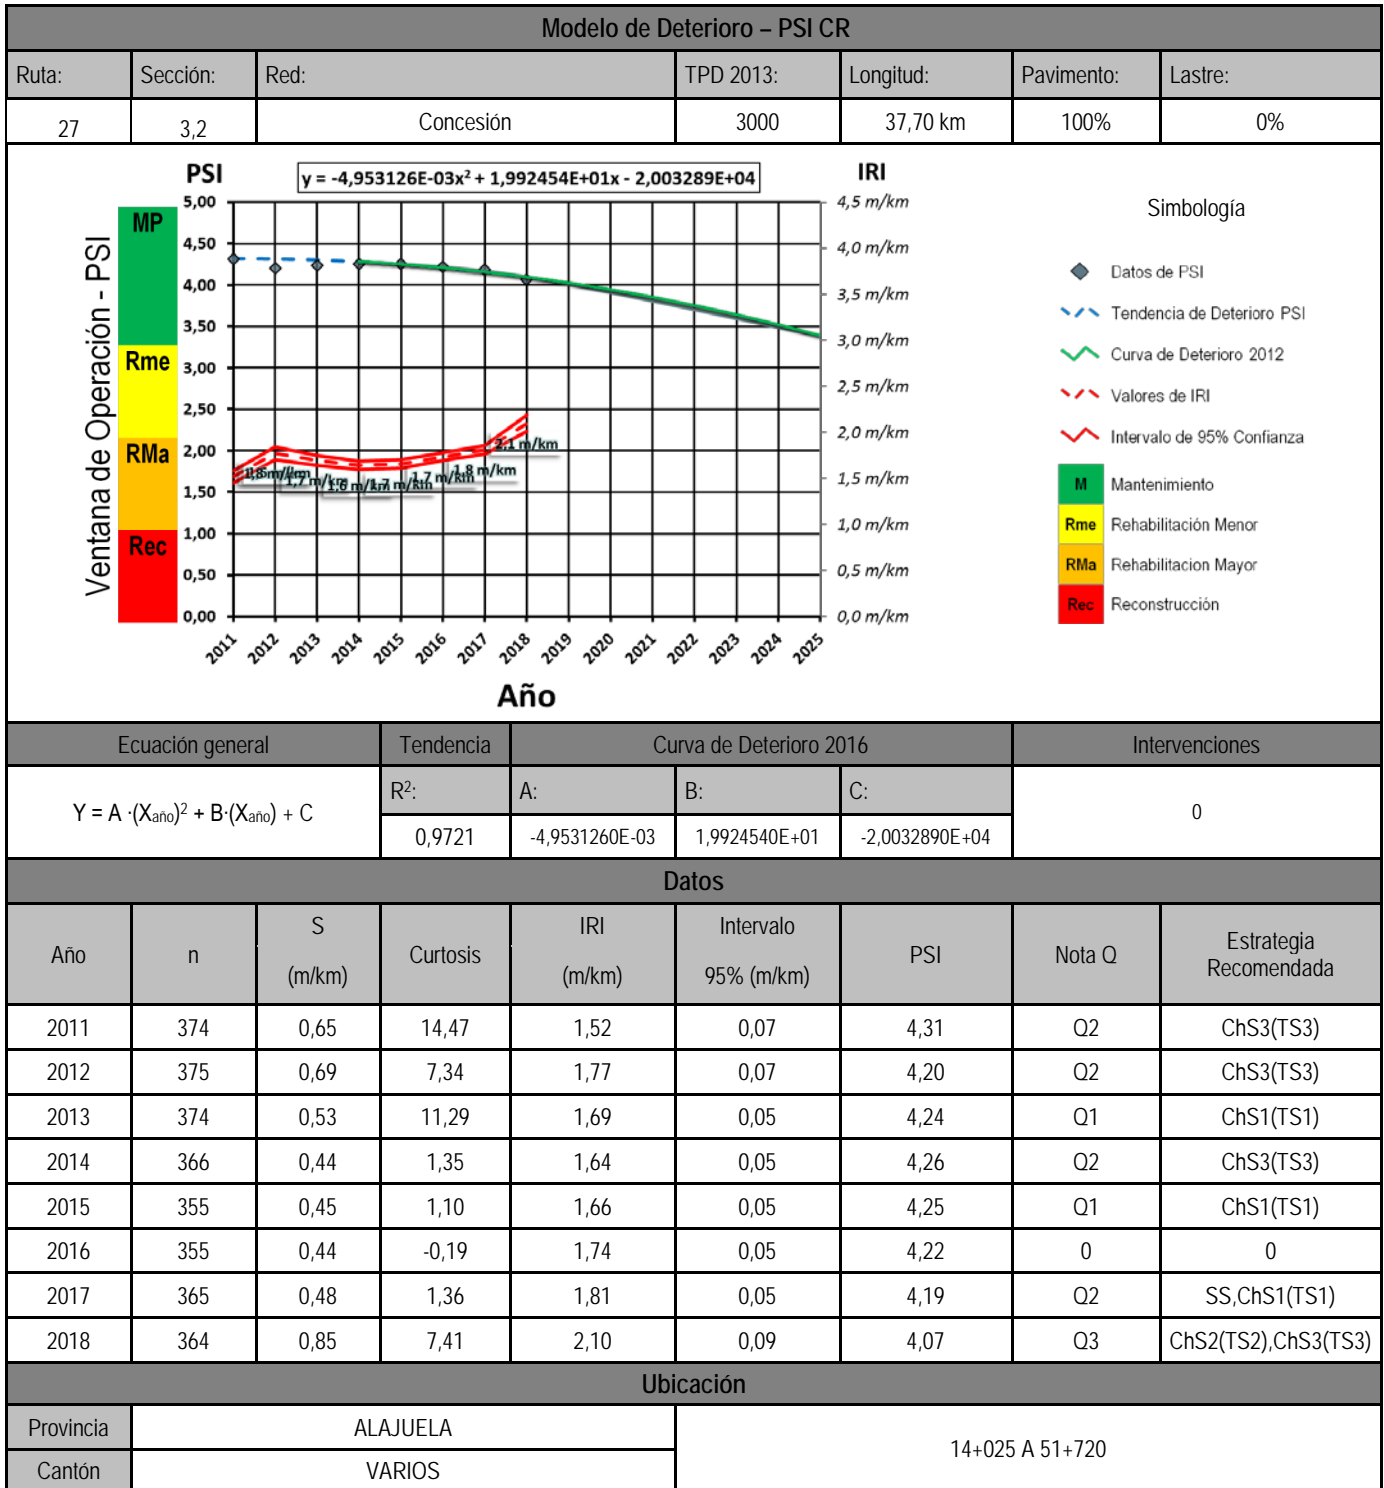 Modelo de Deterioro – PSI CR
Ruta: Sección: Red: TPD 2013: Longitud: Pavimento: Lastre:
27 3,2 Concesión 3000 37,70 km 100% 0%
PSI IRI
y = -4,953126E-03x² + 1,992454E+01x - 2,003289E+04
Ventana de Operación - PSI
MP
Rme
RMa
Rec
5,00
4,50
4,00
3,50
3,00
2,50
2,00
1,50
1,00
0,50
0,00
4,5 m/km
4,0 m/km
3,5 m/km
3,0 m/km
2,5 m/km
2,0 m/km
1,5 m/km
1,0 m/km
0,5 m/km
0,0 m/km
1,7 m/km
1,6 m/km
1,7 m/km
1,7 m/km
1,8 m/km
2,1 m/km
2011 2012 2013 2014 2015 2016 2017 2018 2019 2020 2021 2022 2023 2024 2025
Año
Simbología
Datos de PSI
Tendencia de Deterioro PSI
Curva de Deterioro 2012
Valores de IRI
Intervalo de 95% Confianza
M Mantenimiento
Rme Rehabilitación Menor
RMa Rehabilitacion Mayor
Rec Reconstrucción
Ecuación general Tendencia Curva de Deterioro 2016 Intervenciones
Y = A ·(Xaño)² + B·(Xaño) + C
R²: A: B: C:
0,9721 -4,9531260E-03 1,9924540E+01 -2,0032890E+04
0
Datos
Año n S (m/km) Curtosis IRI (m/km) Intervalo 95% (m/km) PSI Nota Q Estrategia Recomendada
2011 374 0,65 14,47 1,52 0,07 4,31 Q2 ChS3(TS3)
2012 375 0,69 7,34 1,77 0,07 4,20 Q2 ChS3(TS3)
2013 374 0,53 11,29 1,69 0,05 4,24 Q1 ChS1(TS1)
2014 366 0,44 1,35 1,64 0,05 4,26 Q2 ChS3(TS3)
2015 355 0,45 1,10 1,66 0,05 4,25 Q1 ChS1(TS1)
2016 355 0,44 -0,19 1,74 0,05 4,22 0 0
2017 365 0,48 1,36 1,81 0,05 4,19 Q2 SS,ChS1(TS1)
2018 364 0,85 7,41 2,10 0,09 4,07 Q3 ChS2(TS2),ChS3(TS3)
Ubicación
Provincia ALAJUELA
Cantón VARIOS
14+025 A 51+720